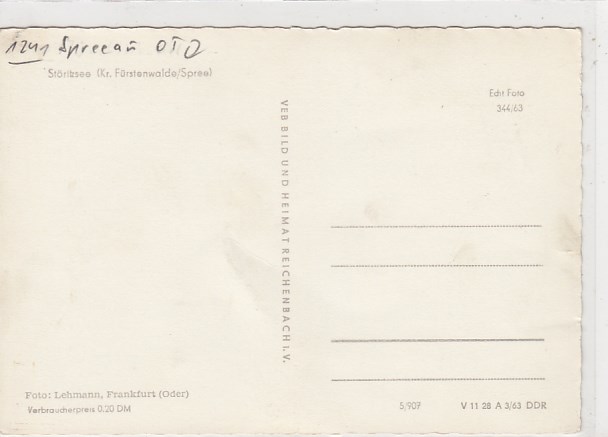 1241 Spreeau OTD
Störitzsee (Kr. Fürstenwalde/Spree)
Echt Foto
344/63
VEB BILD UND HEIMAT REICHENBACH I. V.
Foto: Lehmann, Frankfurt (Oder)
Verbraucherpreis 0.20 DM
5/907 V 11 28 A 3/63 DDR